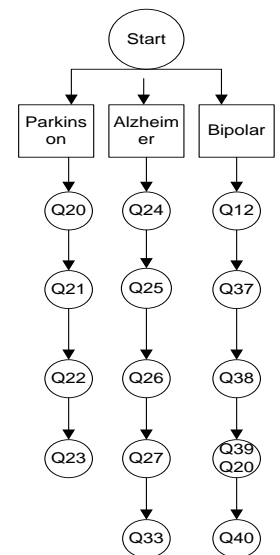 Start
Parkins
on
Alzheim
er
Bipolar
Q20
Q24
Q12
Q21
Q25
Q37
Q22
Q26
Q38
Q23
Q27
Q39
Q20
Q33
Q40